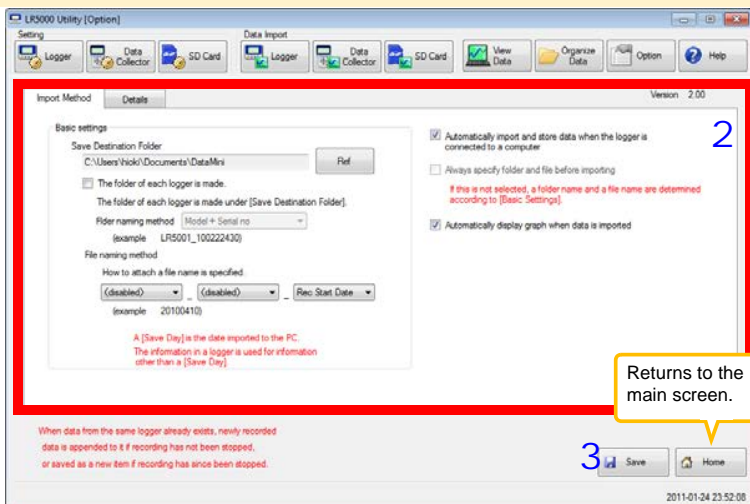 LR5000 Utility [Option]
Setting
Data Import
Logger
Data Collector
SD Card
Logger
Data Collector
SD Card
View Data
Organize Data
Option
Help
Import Method
Details
Version 2.00
Basic settings
Save Destination Folder
C:\Users\hioki\Documents\DataMini
Ref
The folder of each logger is made.
The folder of each logger is made under [Save Destination Folder].
Flder naming method Model + Serial no
(example LR5001_100222430)
File naming method
How to attach a file name is specified.
(disabled) _ (disabled) _ Rec Start Date
(example 20100410)
A [Save Day] is the date imported to the PC.
The information in a logger is used for information
other than a [Save Day]
2
Automatically import and store data when the logger is
connected to a computer
Always specify folder and file before importing
If this is not selected, a folder name and a file name are determined
according to [Basic Setttings].
Automatically display graph when data is imported
Returns to the
main screen.
When data from the same logger already exists, newly recorded
data is appended to it if recording has not been stopped,
or saved as a new item if recording has since been stopped.
3
Save
Home
2011-01-24 23:52:08